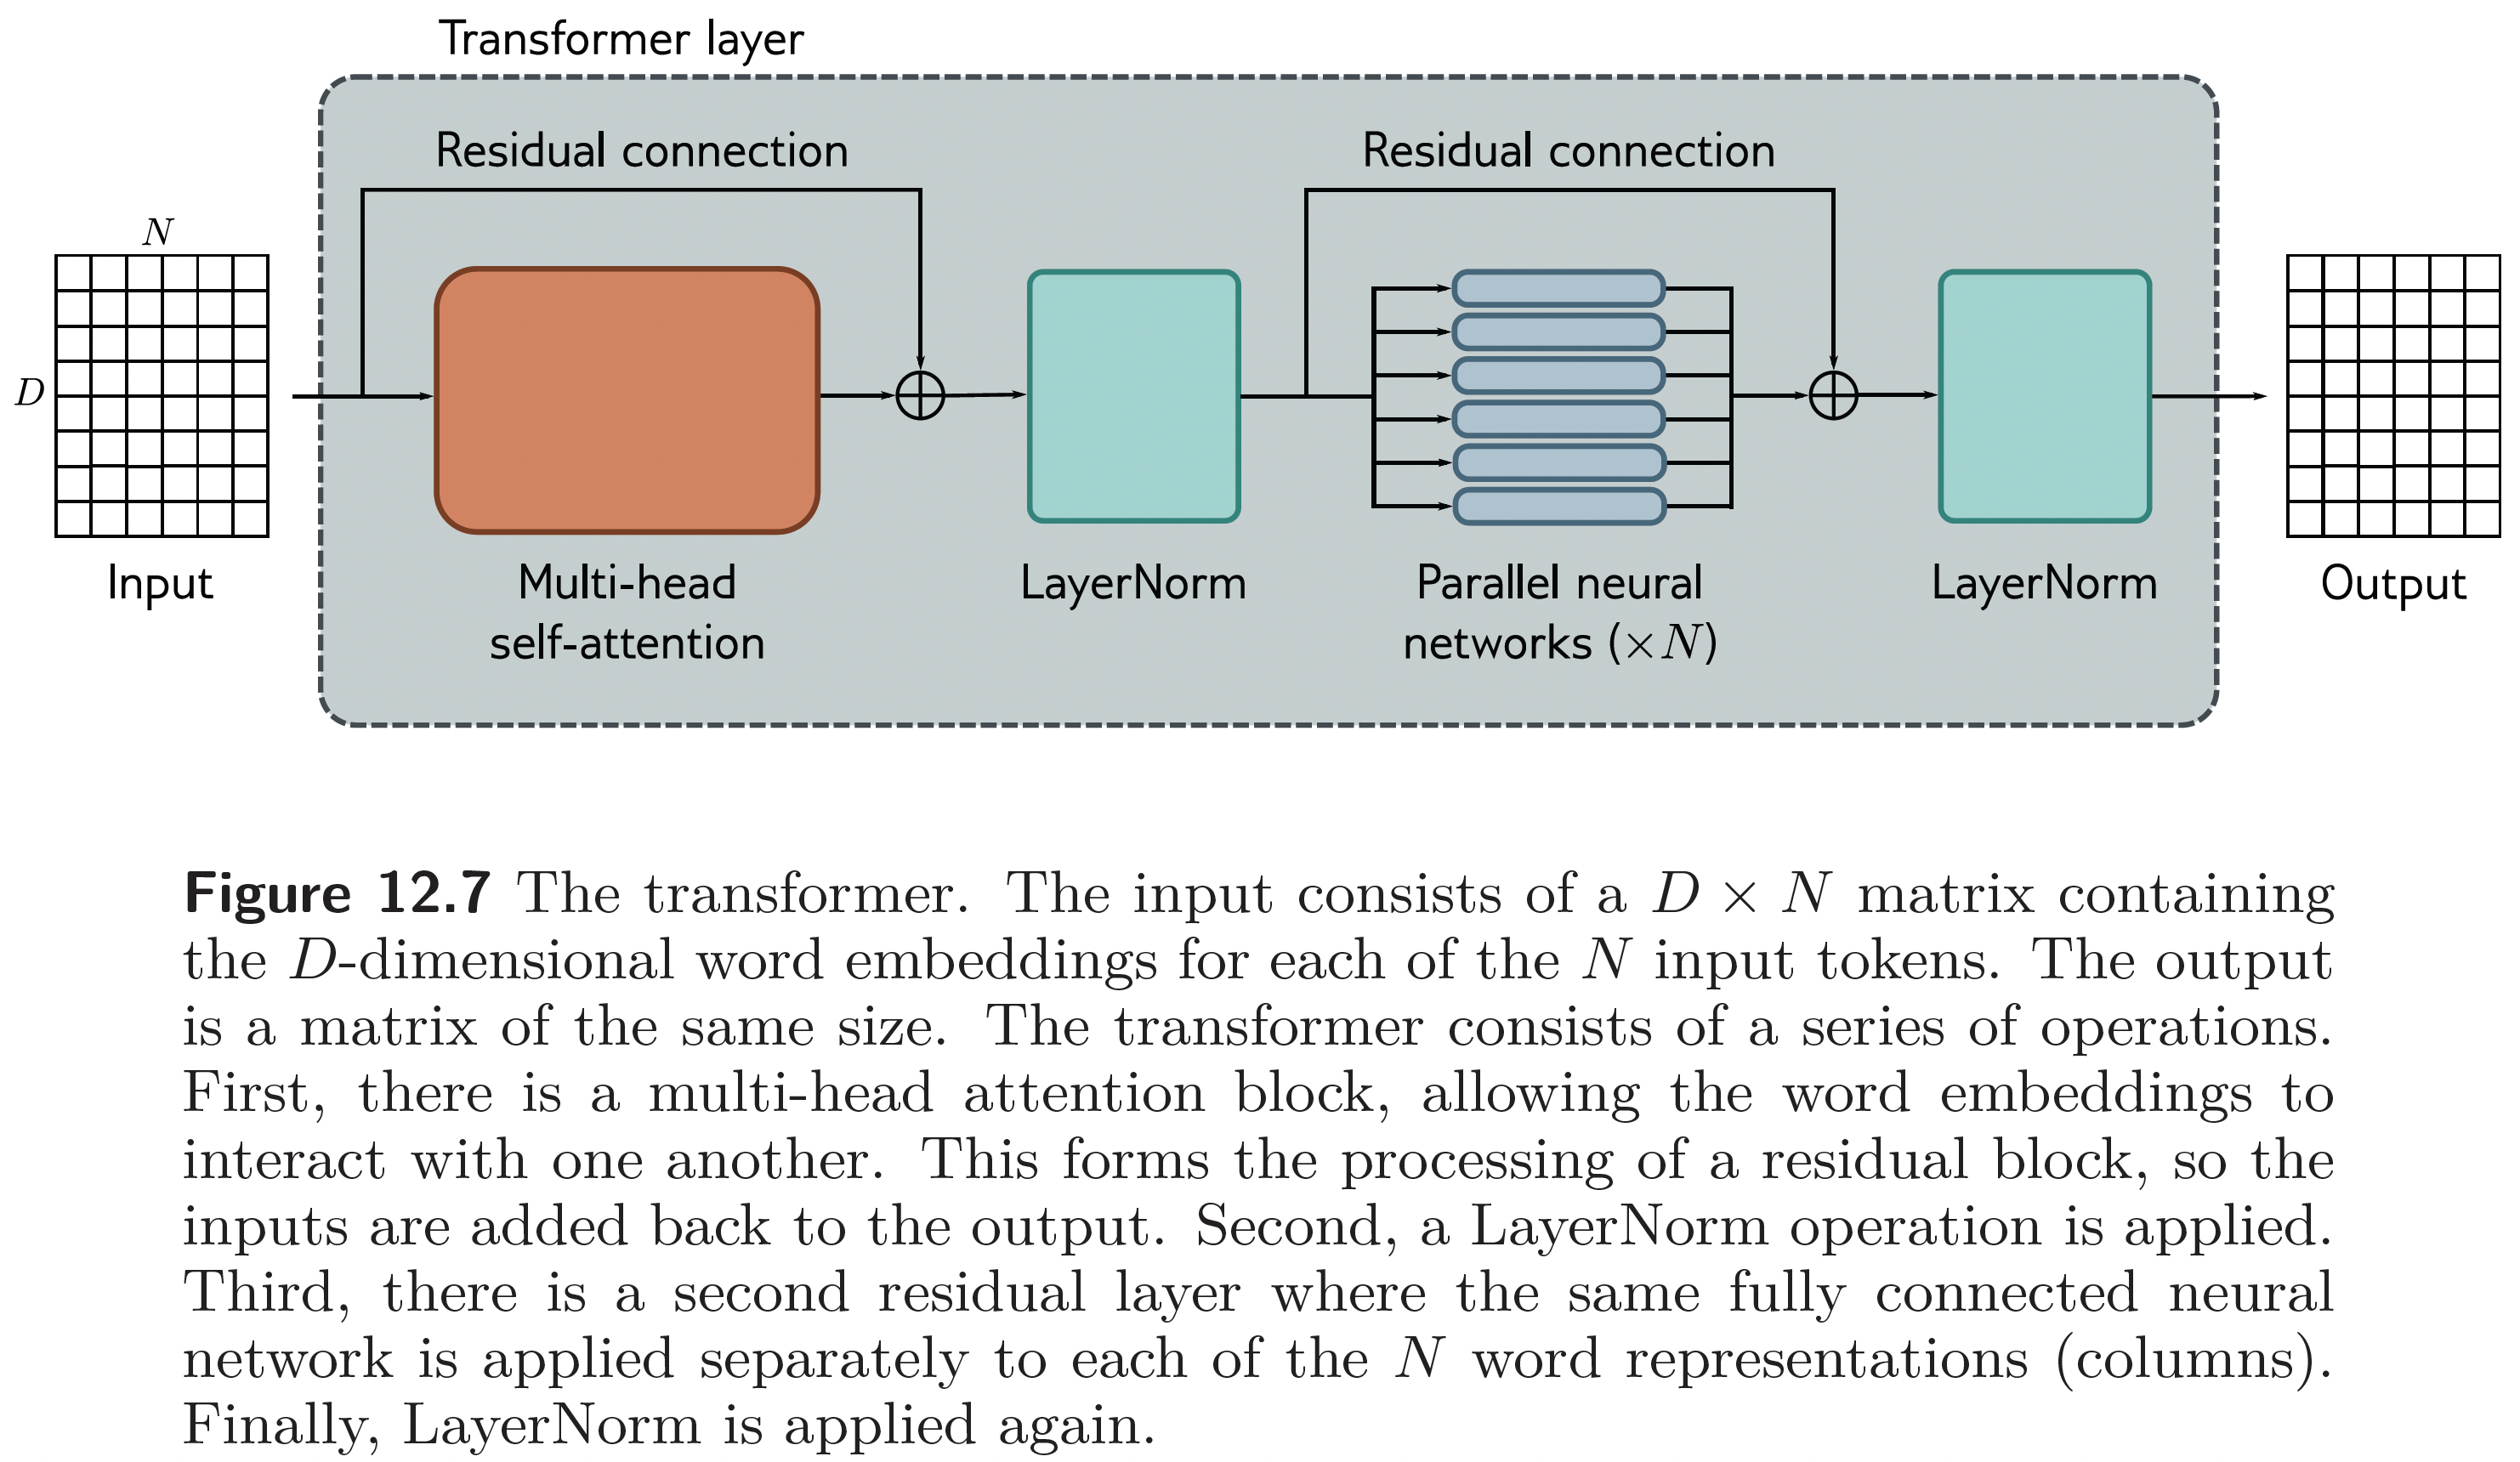 Transformer layer
Residual connection
Residual connection
N
D
Input
Multi-head
self-attention
LayerNorm
Parallel neural
networks (×N)
LayerNorm
Output
Figure 12.7 The transformer. The input consists of a D × N matrix containing
the D-dimensional word embeddings for each of the N input tokens. The output
is a matrix of the same size. The transformer consists of a series of operations.
First, there is a multi-head attention block, allowing the word embeddings to
interact with one another. This forms the processing of a residual block, so the
inputs are added back to the output. Second, a LayerNorm operation is applied.
Third, there is a second residual layer where the same fully connected neural
network is applied separately to each of the N word representations (columns).
Finally, LayerNorm is applied again.